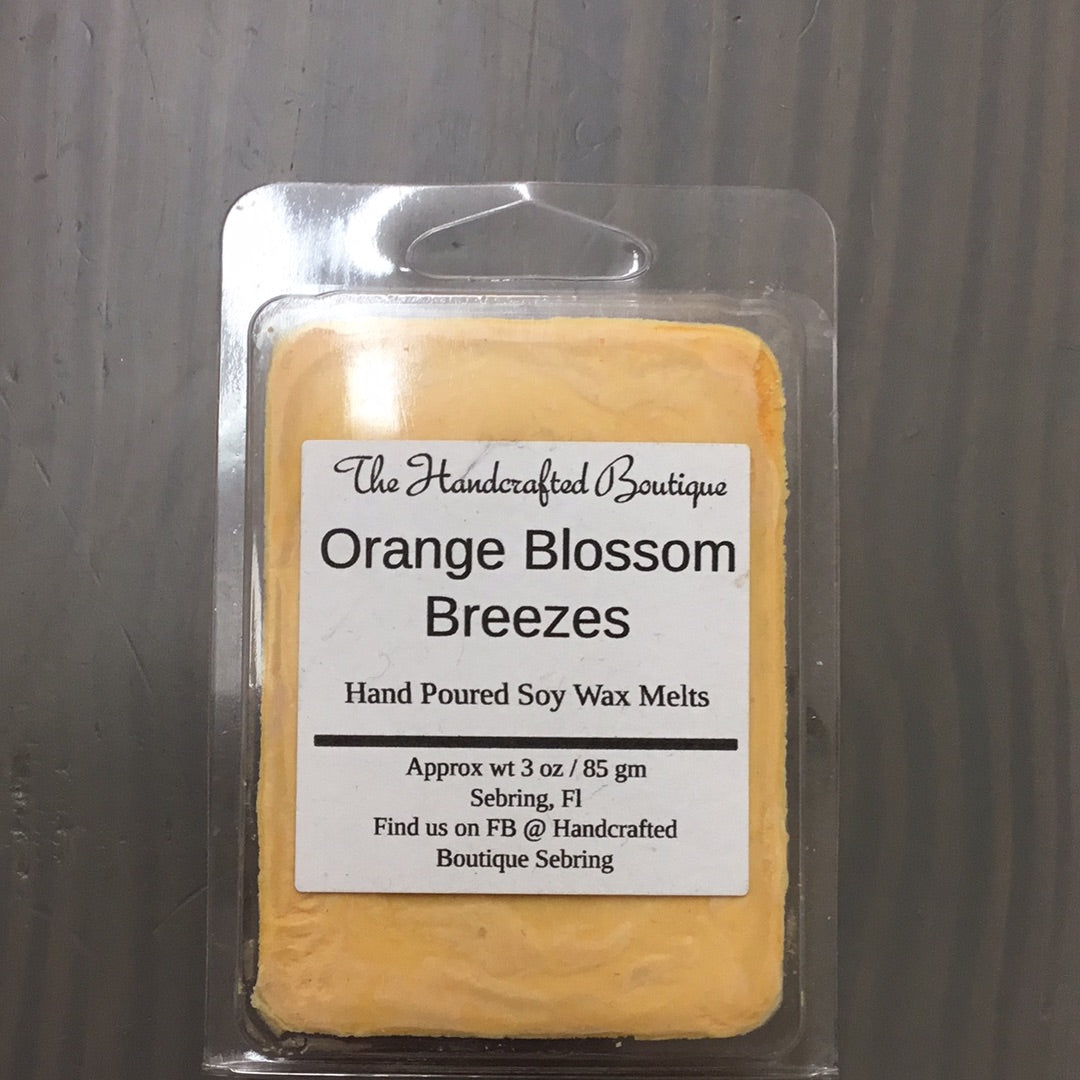 The Handcrafted Boutique
Orange Blossom
Breezes
Hand Poured Soy Wax Melts
Approx wt 3 oz / 85 gm
Sebring, Fl
Find us on FB @ Handcrafted
Boutique Sebring